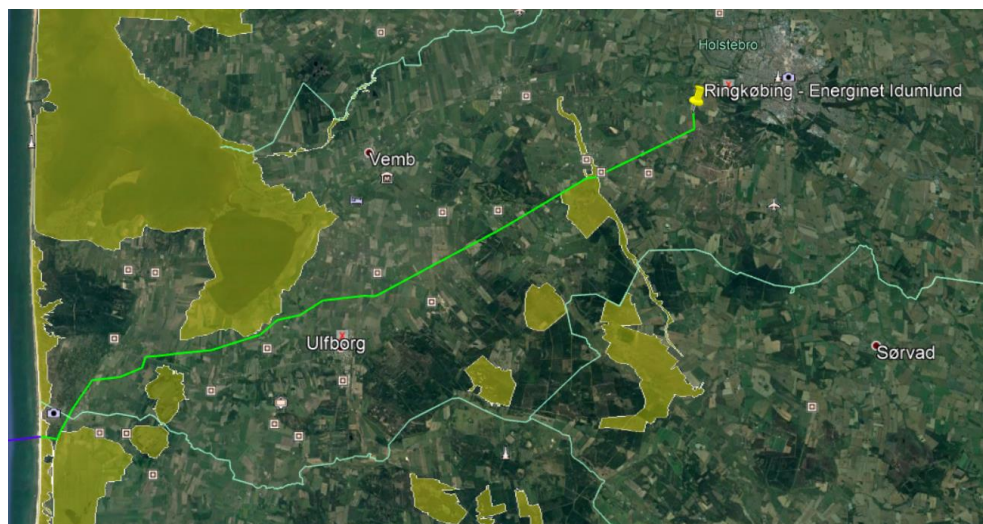 Holstebro
Ringkøbing - Energinet Idumlund
Vemb
Ulfborg
Sørvad